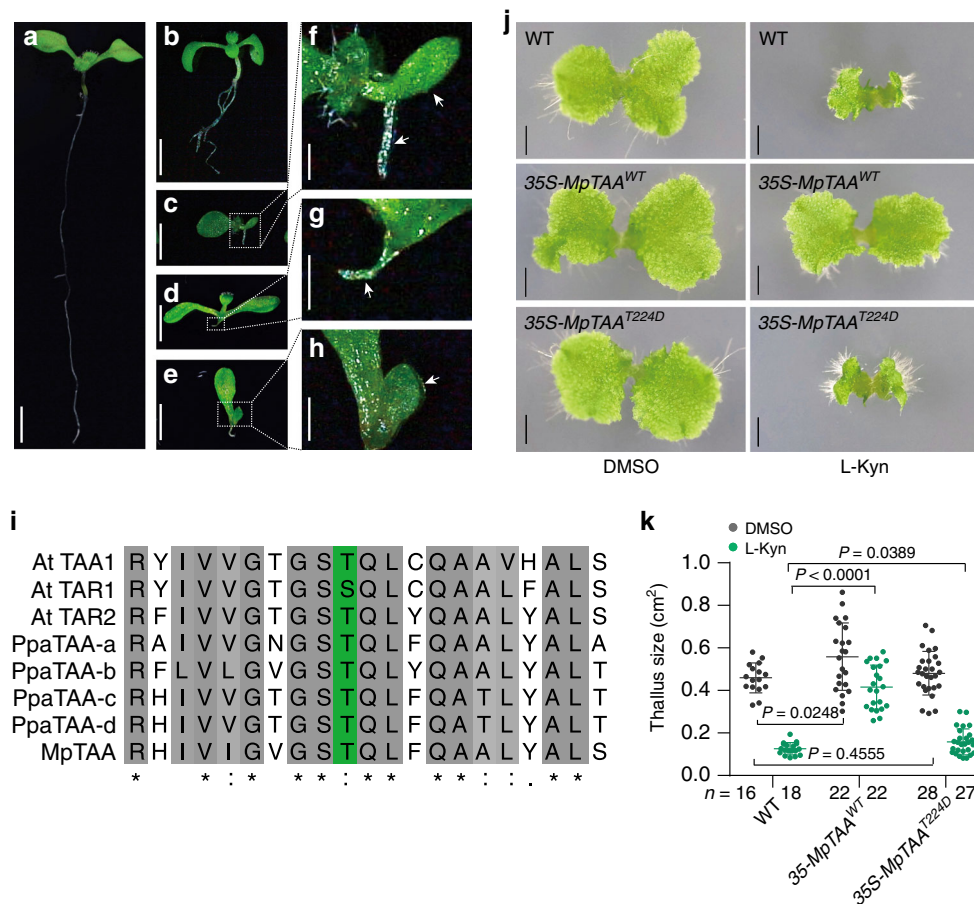 a
b
c
d
e
f
g
h
j
WT
WT
35S-MpTAA^WT
35S-MpTAA^WT
35S-MpTAA^T224D
35S-MpTAA^T224D
DMSO
L-Kyn
i
At TAA1 R Y I V V G T G S T Q L C Q A A V H A L S
At TAR1 R Y I V V G T G S S Q L C Q A A L F A L S
At TAR2 R F I V V G T G S T Q L Y Q A A L Y A L S
PpaTAA-a R A I V V G N G S T Q L F Q A A L Y A L A
PpaTAA-b R F L V L G V G S T Q L Y Q A A L Y A L T
PpaTAA-c R H I V V G T G S T Q L F Q A T L Y A L T
PpaTAA-d R H I V V G T G S T Q L F Q A T L Y A L T
MpTAA R H I V I G V G S T Q L F Q A A L Y A L S
* * : * * * : * * * * : : . * *
k
DMSO
L-Kyn
P = 0.0389
P < 0.0001
P = 0.0248
P = 0.4555
Thallus size (cm²)
1.0
0.8
0.6
0.4
0.2
0.0
n = 16 18 22 22 28 27
WT
35-MpTAA^WT
35S-MpTAA^T224D